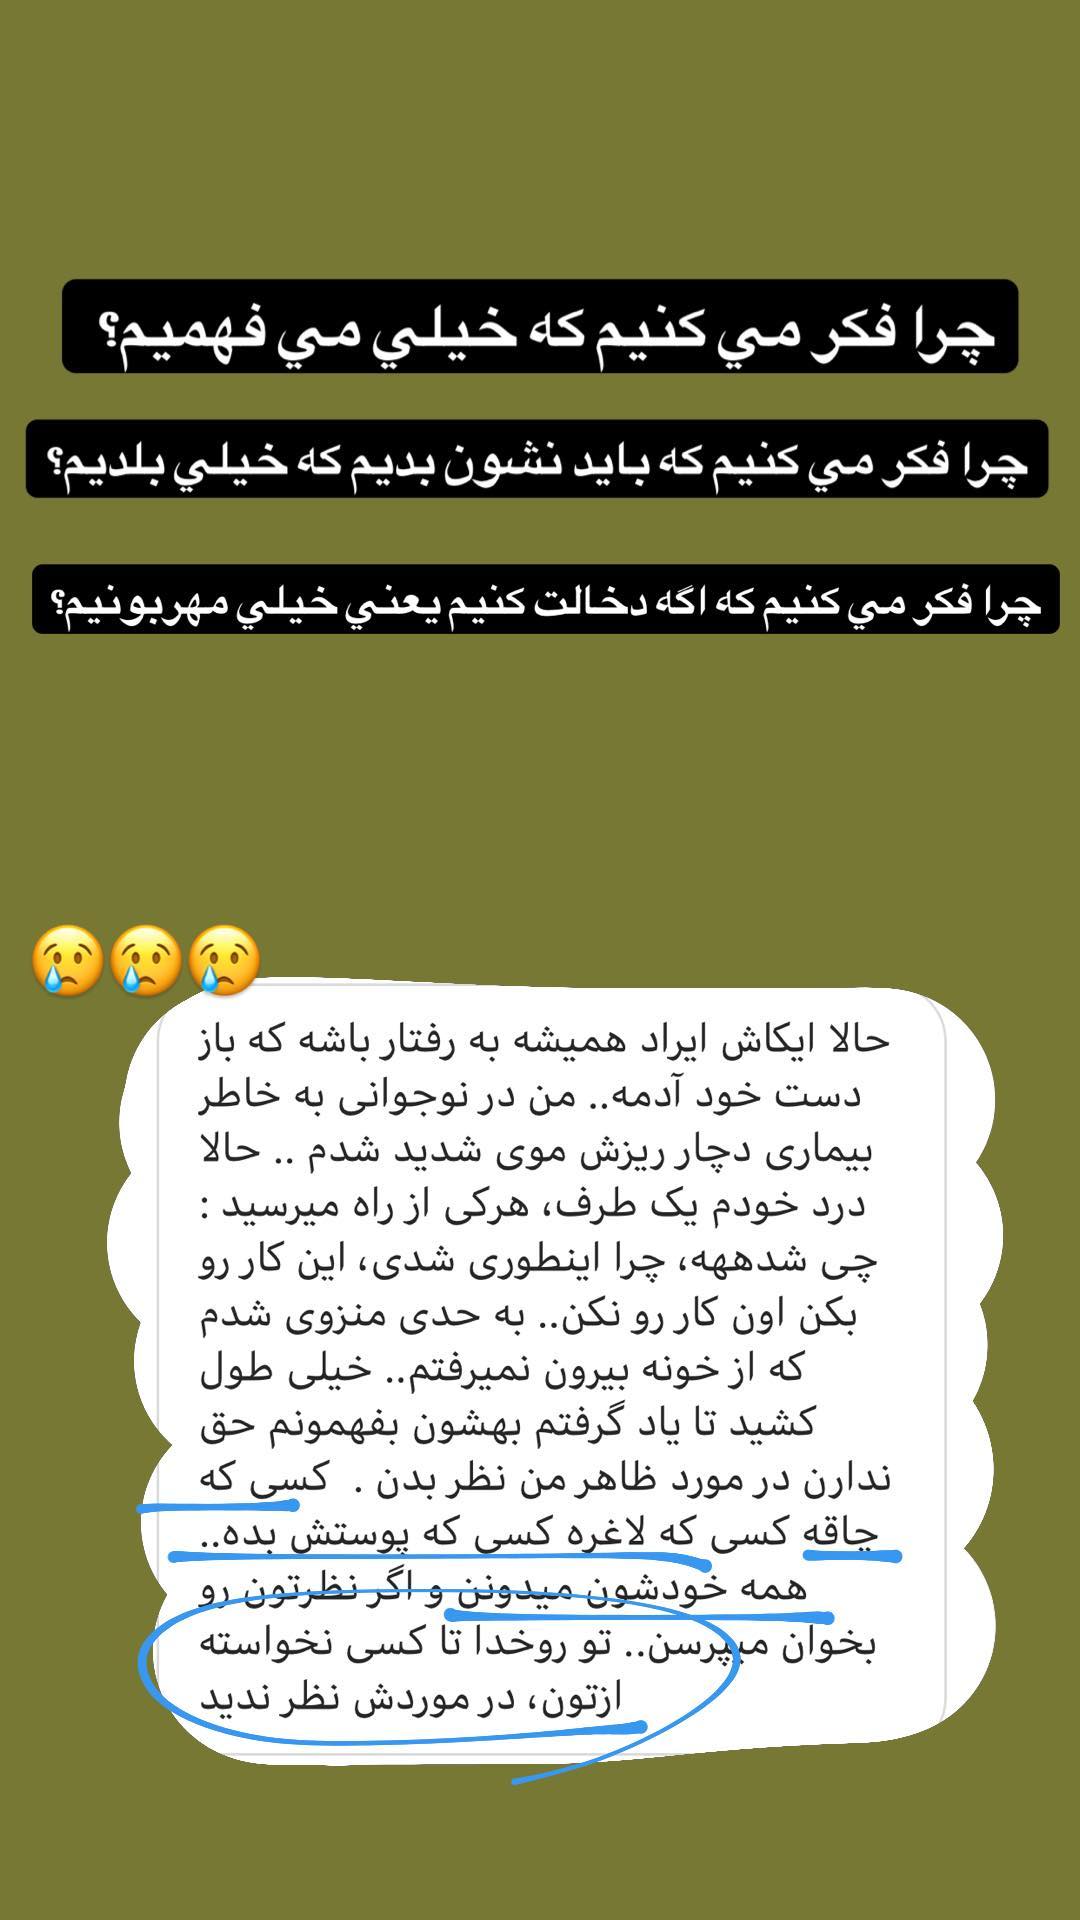 چرا فكر مي كنيم كه خيلي مي فهميم؟
چرا فكر مي كنيم كه بايد نشون بديم كه خيلي بلديم؟
چرا فكر مي كنيم كه اگه دخالت كنيم يعني خيلي مهربونيم؟
😢😢😢
حالا ایکاش ایراد همیشه به رفتار باشه که باز
دست خود آدمه.. من در نوجوانی به خاطر
بیماری دچار ریزش موی شدید شدم .. حالا
درد خودم یک طرف، هرکی از راه میرسید :
چی شدههه، چرا اینطوری شدی، این کار رو
بکن اون کار رو نکن.. به حدی منزوی شدم
که از خونه بیرون نمیرفتم.. خیلی طول
کشید تا یاد گرفتم بهشون بفهمونم حق
ندارن در مورد ظاهر من نظر بدن . کسی که
چاقه کسی که لاغره کسی که پوستش بده..
همه خودشون میدونن و اگر نظرتون رو
بخوان میپرسن.. تو روخدا تا کسی نخواسته
ازتون، در موردش نظر ندید